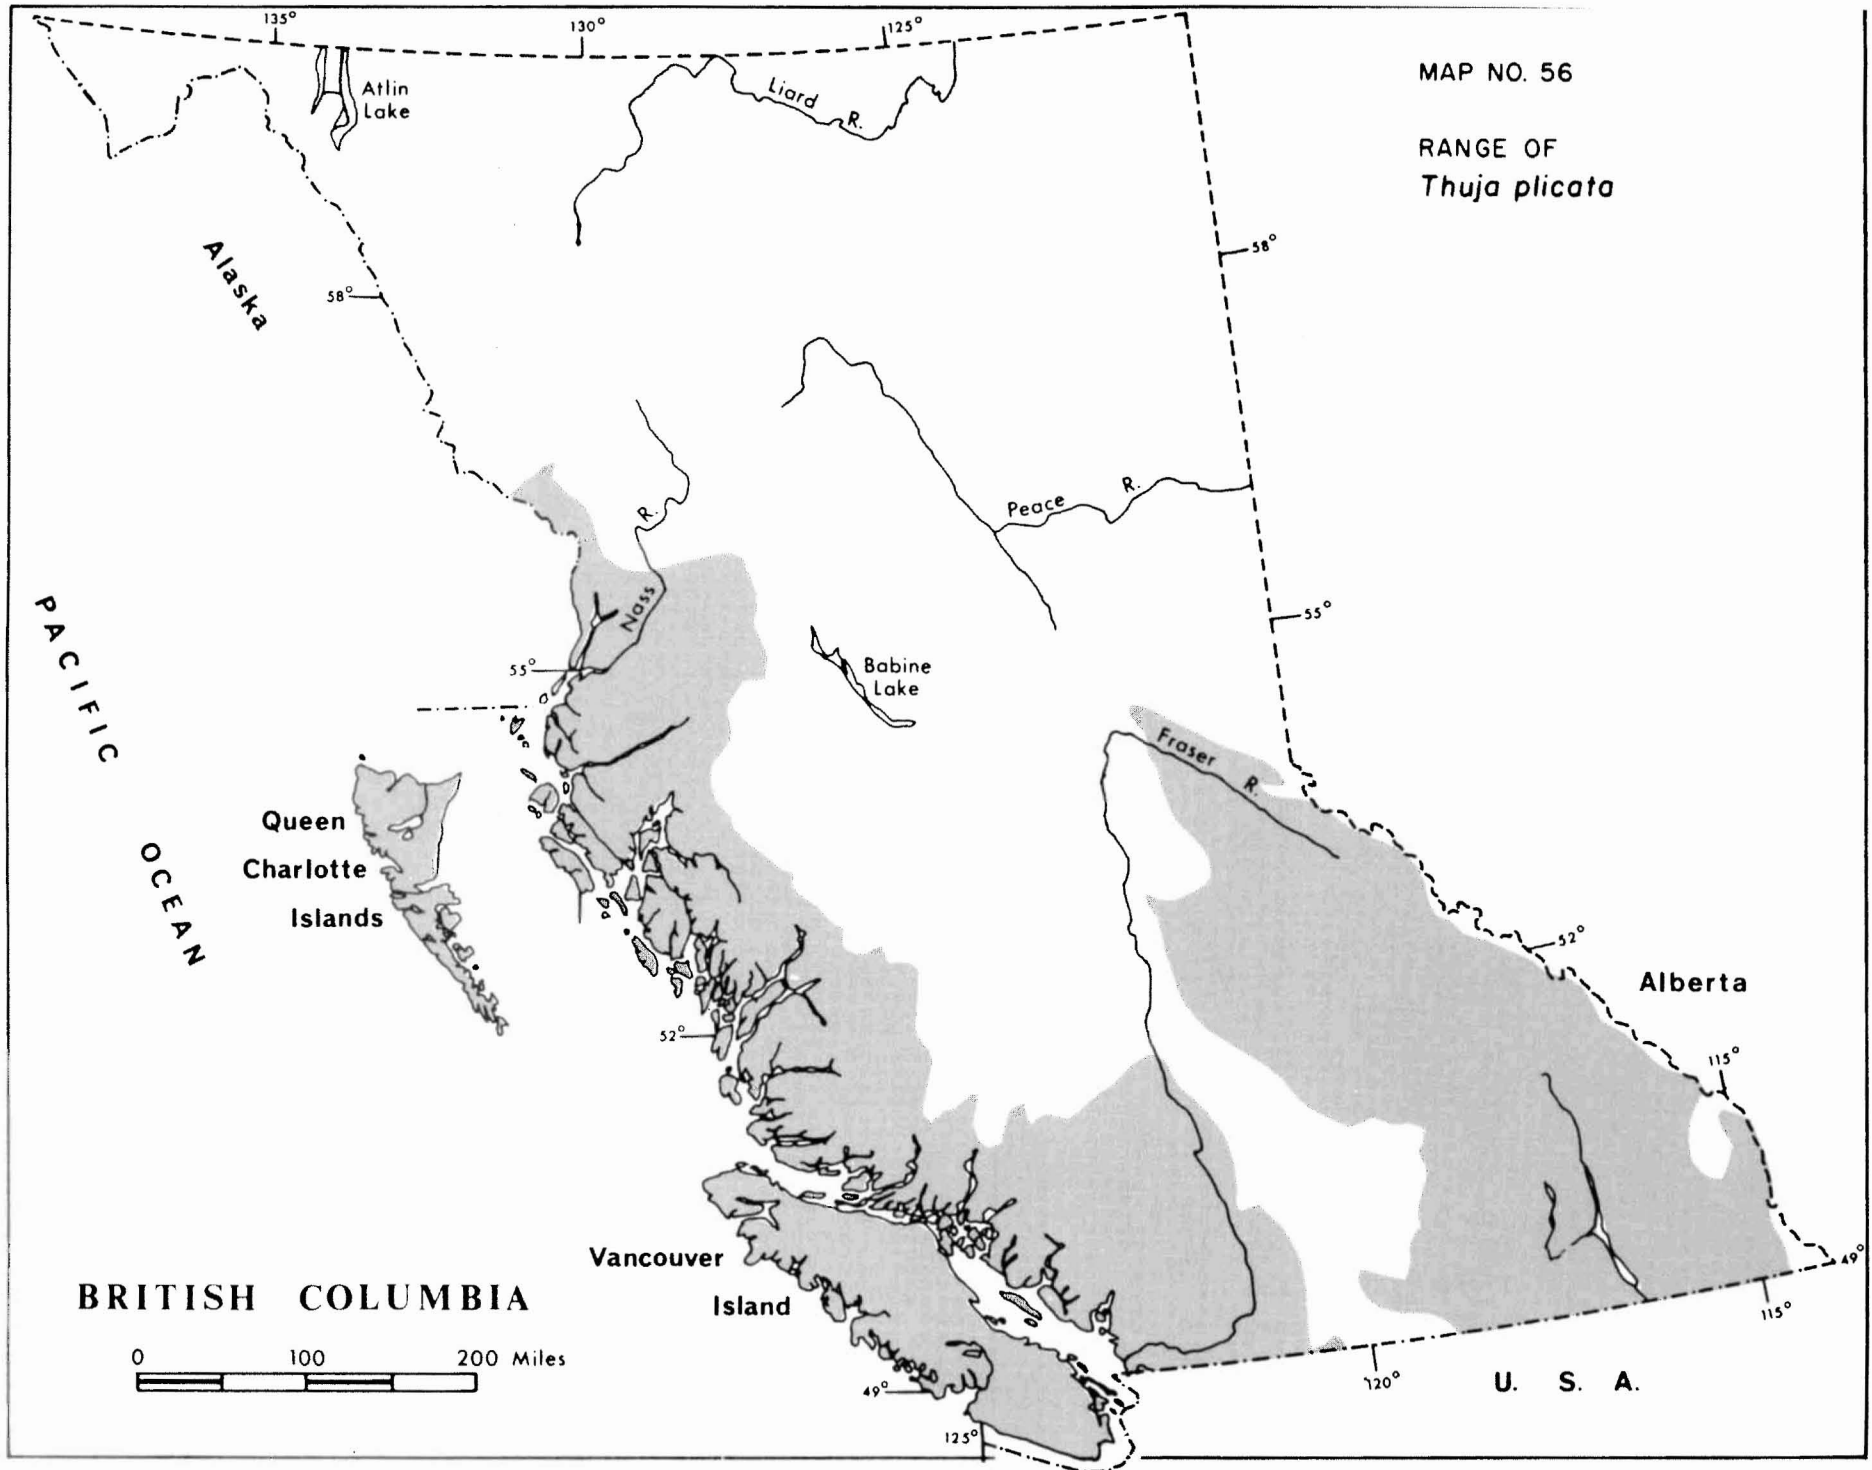 135°
130°
125°
MAP NO. 56
RANGE OF
Thuja plicata
Atlin
Lake
Liard R.
Alaska
58°
58°
Peace R.
Nass R.
55°
55°
Babine
Lake
PACIFIC OCEAN
Fraser R.
Queen
Charlotte
Islands
52°
52°
Alberta
115°
Vancouver
Island
49°
BRITISH COLUMBIA
0 100 200 Miles
49°
115°
120°
U. S. A.
125°